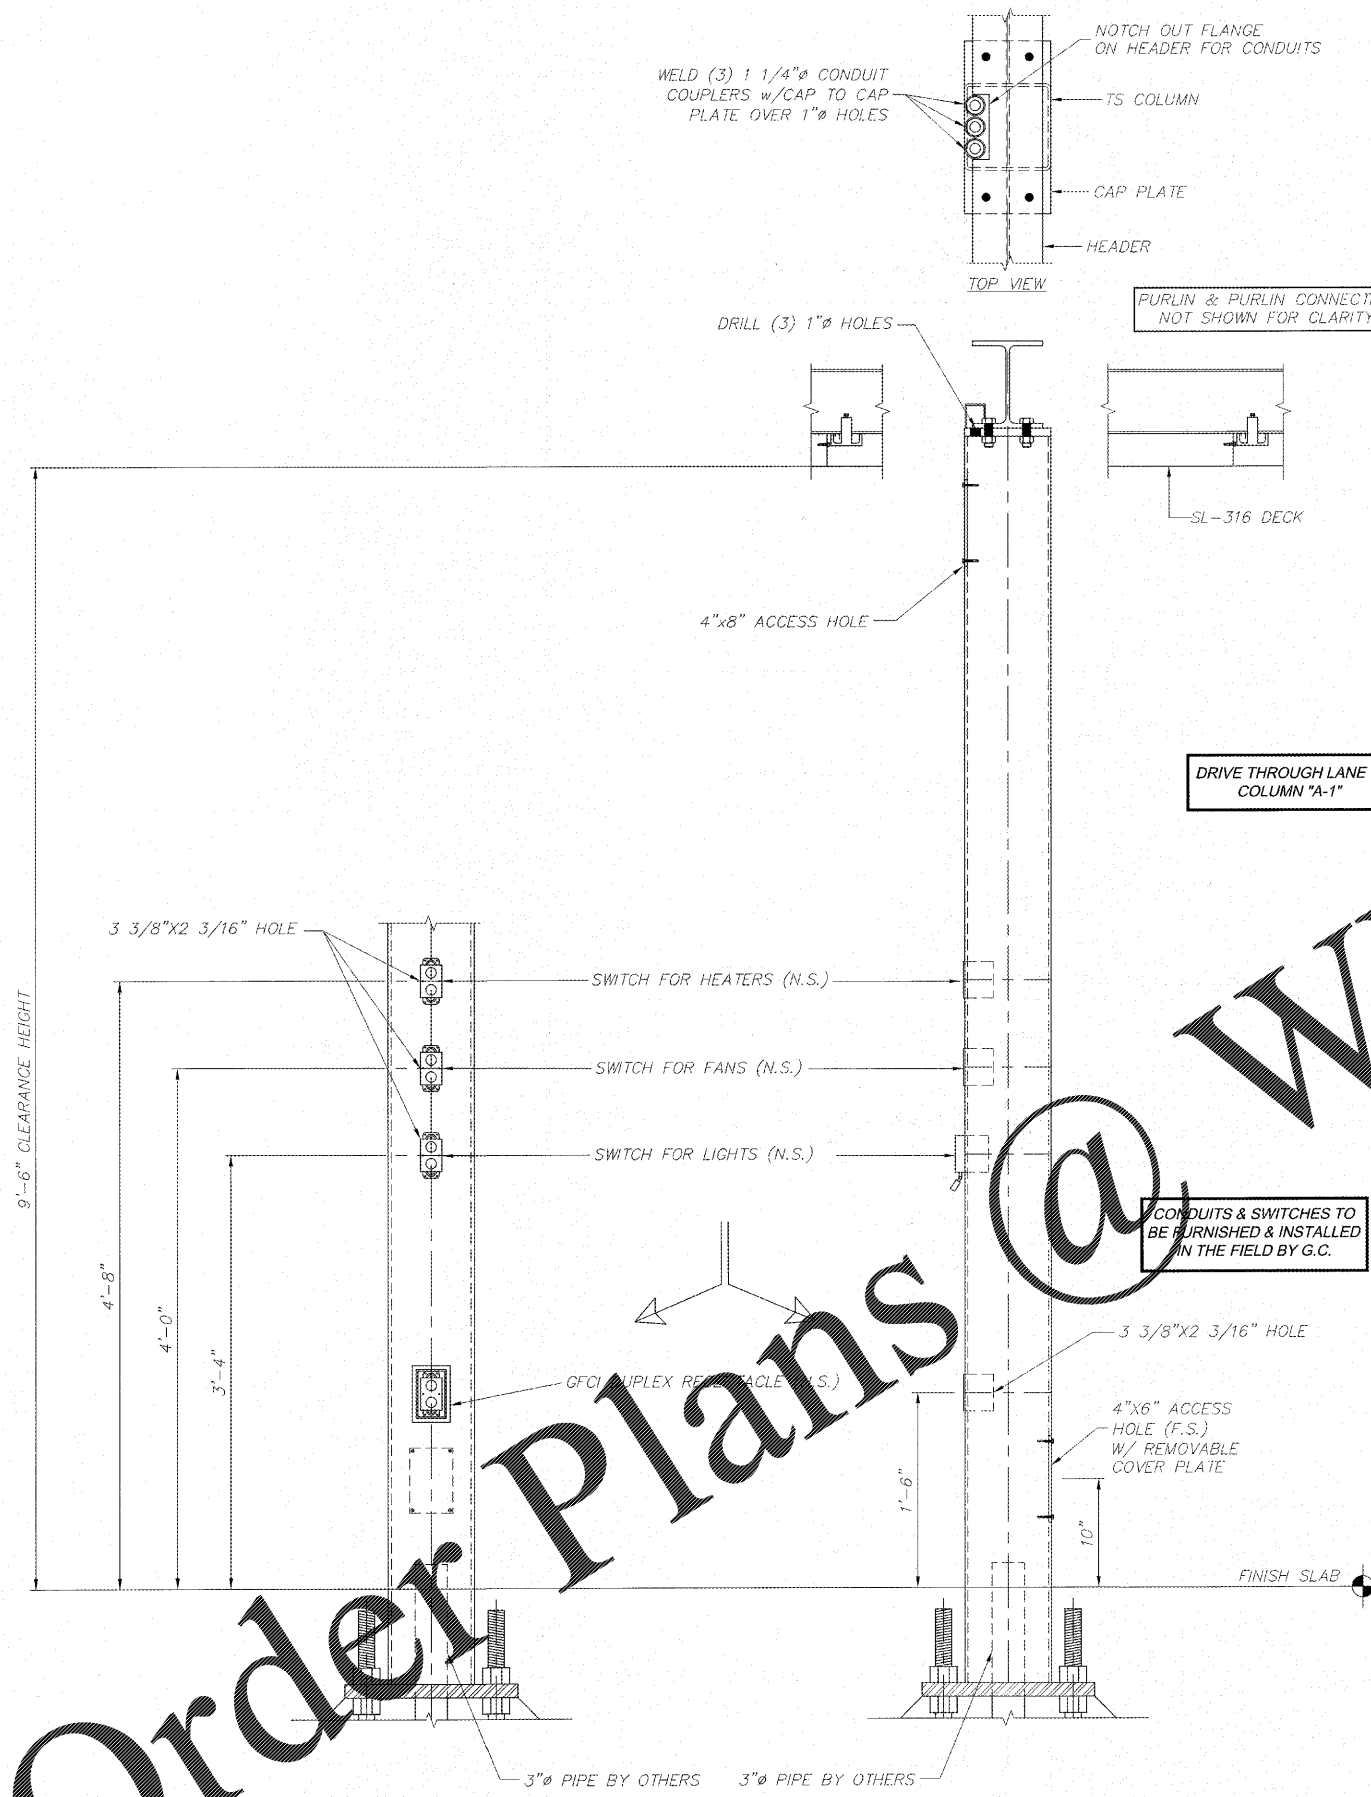 NOTCH OUT FLANGE
ON HEADER FOR CONDUITS
WELD (3) 1 1/4"ø CONDUIT
COUPLERS w/CAP TO CAP
PLATE OVER 1"ø HOLES
TS COLUMN
CAP PLATE
HEADER
TOP VIEW
PURLIN & PURLIN
NOT SHOWN FOR CLARITY
DRILL (3) 1"ø HOLES
SL-316 DECK
4"x8" ACCESS HOLE
DRIVE THROUGH LANE
COLUMN "A-1"
3 3/8"X2 3/16" HOLE
SWITCH FOR HEATERS (N.S.)
SWITCH FOR FANS (N.S.)
SWITCH FOR LIGHTS (N.S.)
9'-6" CLEARANCE HEIGHT
4'-8"
4'-0"
3'-4"
CONDUITS & SWITCHES TO
BE FURNISHED & INSTALLED
IN THE FIELD BY G.C.
3 3/8"X2 3/16" HOLE
GFCI DUPLEX RECEPTACLE (N.S.)
4"X6" ACCESS
HOLE (F.S.)
W/ REMOVABLE
COVER PLATE
1'-6"
10"
FINISH SLAB
3"ø PIPE BY OTHERS
3"ø PIPE BY OTHERS
Order Plans @ W